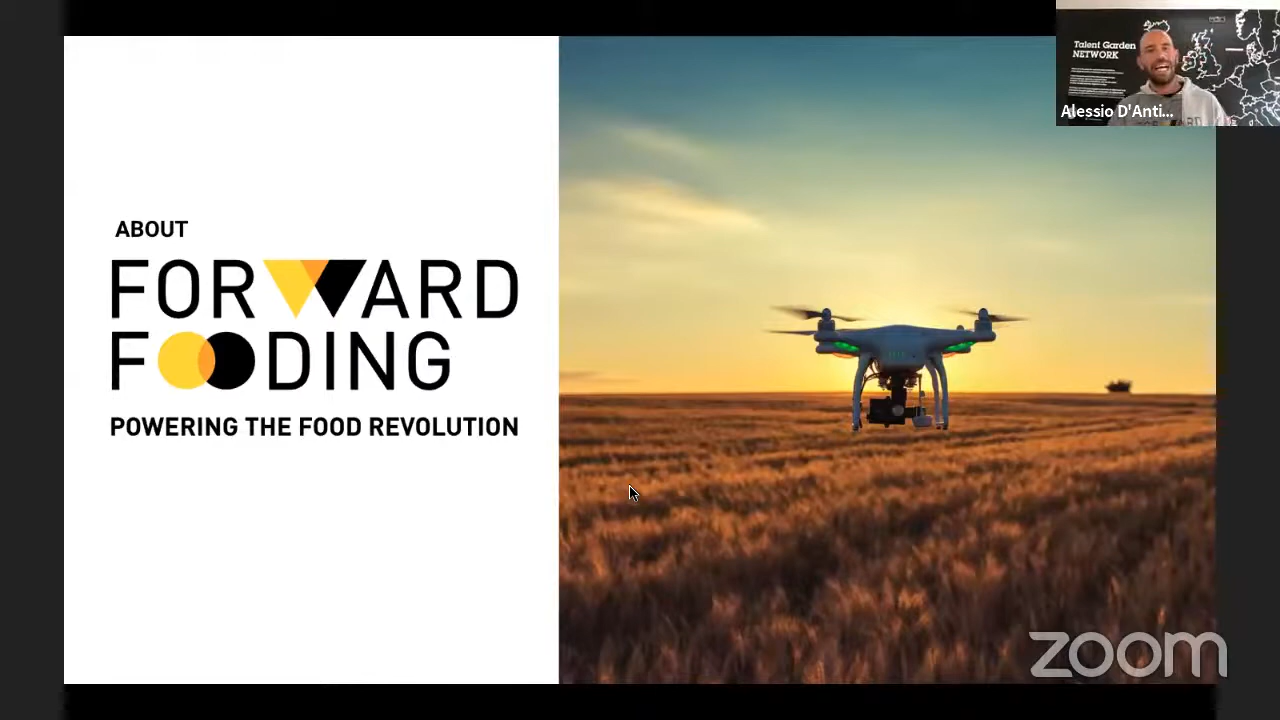 ABOUT
FORWARD
FOODING
POWERING THE FOOD REVOLUTION
Talent Garden
NETWORK
Alessio D'Anti...
zoom